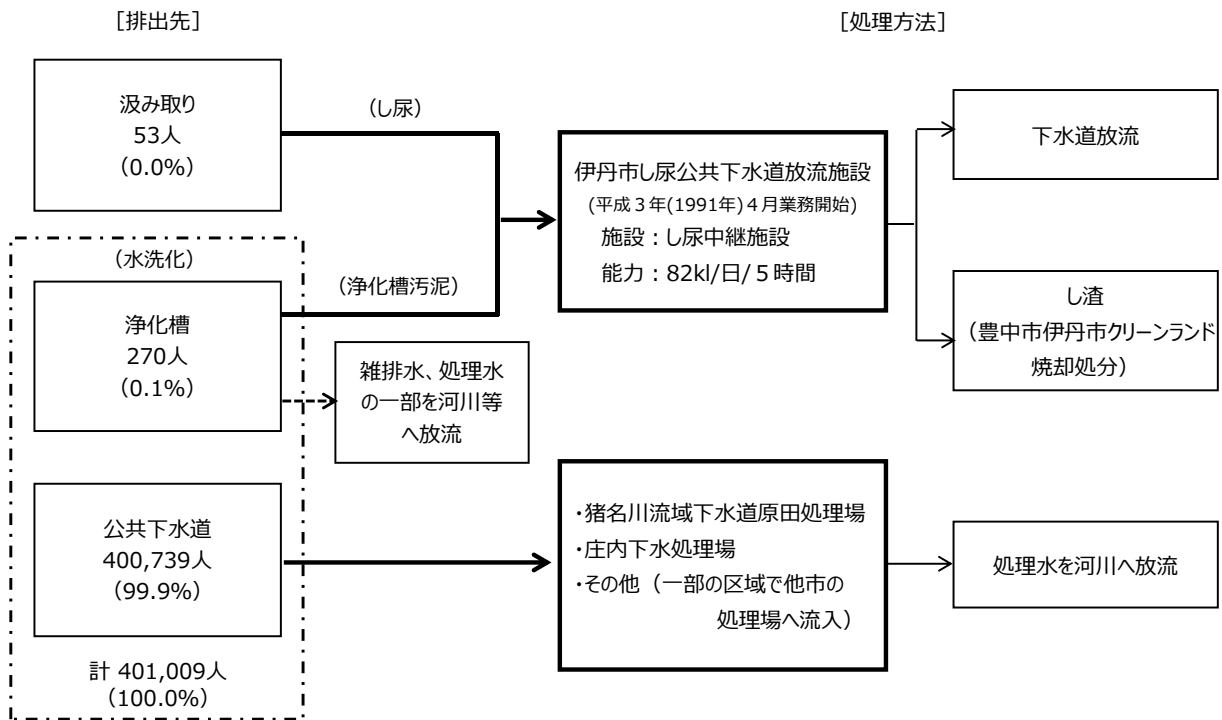 ［排出先］
［処理方法］
汲み取り
53人
（0.0%）
（し尿）
（水洗化）
浄化槽
270人
（0.1%）
（浄化槽汚泥）
雑排水、処理水
の一部を河川等
へ放流
公共下水道
400,739人
（99.9%）
計 401,009人
（100.0%）
伊丹市し尿公共下水道放流施設
(平成３年(1991年)４月業務開始)
施設：し尿中継施設
能力：82kl/日/５時間
下水道放流
し渣
（豊中市伊丹市クリーンランド
焼却処分）
・猪名川流域下水道原田処理場
・庄内下水処理場
・その他（一部の区域で他市の
処理場へ流入）
処理水を河川へ放流